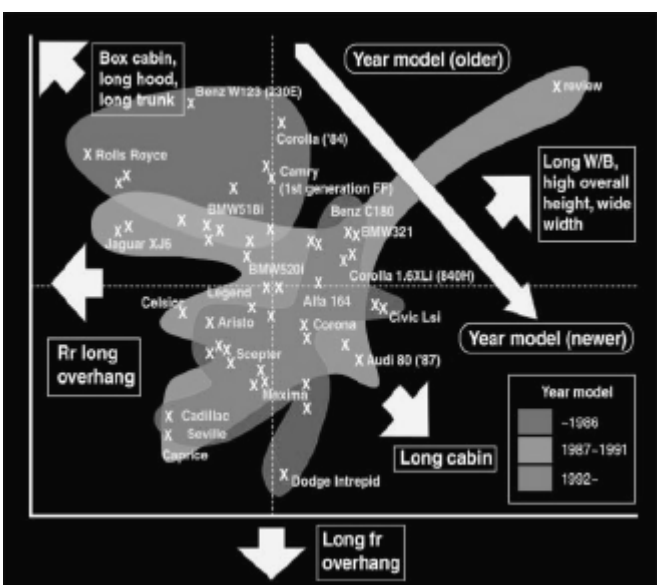 Box cabin,
long hood,
long trunk
Year model (older)
Benz W123 (230E)
X review
Corolla ('84)
X Rolls Royce
Camry
(1st generation FF)
Long W/B,
high overall
height, wide
width
BMW518i
Benz C180
Jaguar XJ6
BMW321
BMW520i
Corolla 1.6XLi (840H)
Legend
Alfa 164
Celsior
Civic Lsi
Aristo
Corona
Year model (newer)
Rr long
overhang
Scepter
Audi 80 ('87)
Year model
Maxima
~1986
Cadillac
Seville
1987~1991
Caprice
Long cabin
1992~
Dodge Intrepid
Long fr
overhang